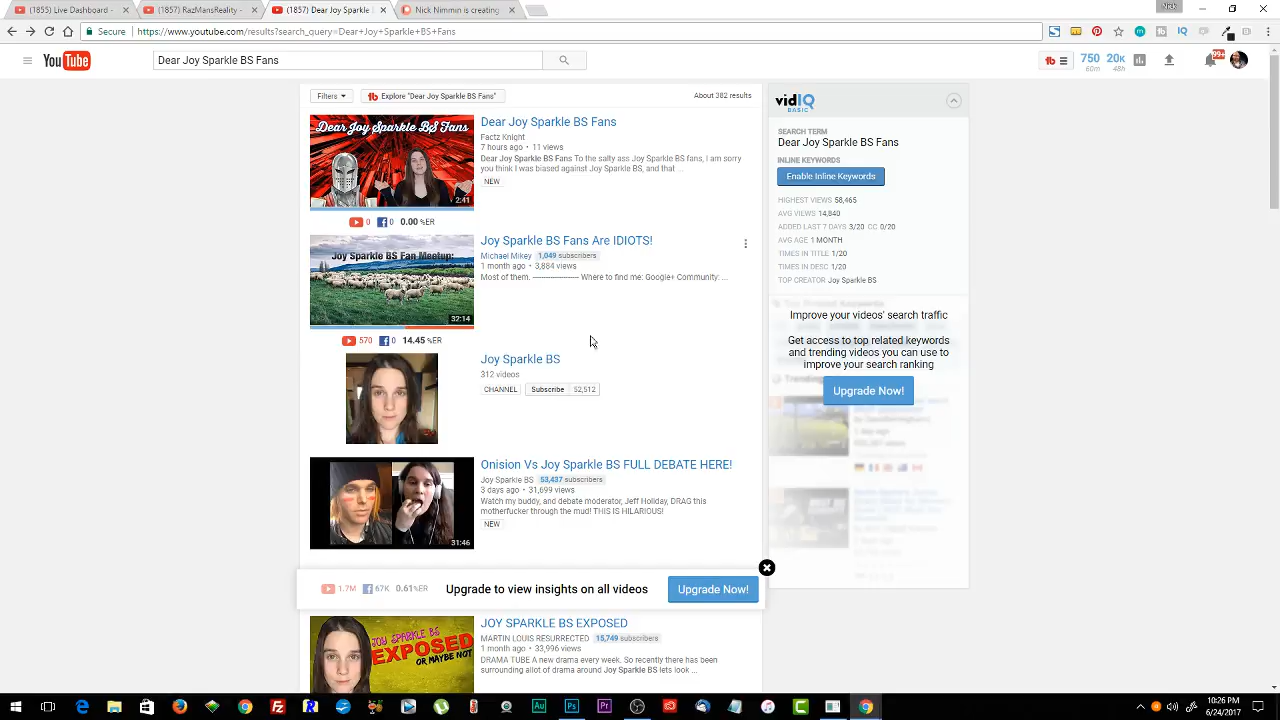 (1855) Live Dashboard -
(1857) RazMansReality -
(1857) Dear Joy Sparkle
Nick Nimmin is creating
Nick
Secure
https://www.youtube.com/results?search_query=Dear+Joy+Sparkle+BS+Fans
YouTube
Dear Joy Sparkle BS Fans
750 20K
60m 48h
99+
Filters
Explore "Dear Joy Sparkle BS Fans"
About 382 results
Dear Joy Sparkle BS Fans
2:41
Dear Joy Sparkle BS Fans
Factz Knight
7 hours ago • 11 views
Dear Joy Sparkle BS Fans To the salty ass Joy Sparkle BS fans, I am sorry
you think I was biased against Joy Sparkle BS, and that ...
NEW
0 0 0.00 %ER
Joy Sparkle BS Fan Meetup:
32:14
Joy Sparkle BS Fans Are IDIOTS!
Michael Mikey 1,049 subscribers
1 month ago • 3,884 views
Most of them. -------------------- Where to find me: Google+ Community: ...
570 0 14.45 %ER
Joy Sparkle BS
312 videos
CHANNEL Subscribe 52,512
31:46
Onision Vs Joy Sparkle BS FULL DEBATE HERE!
Joy Sparkle BS 53,437 subscribers
3 days ago • 31,699 views
Watch my buddy, and debate moderator, Jeff Holiday, DRAG this
motherfucker through the mud! THIS IS HILARIOUS!
NEW
1.7M 67K 0.61%ER
Upgrade to view insights on all videos
Upgrade Now!
JOY SPARKLE BS
EXPOSED
OR MAYBE NOT
JOY SPARKLE BS EXPOSED
MARTIN LOUIS RESURRECTED 15,749 subscribers
1 month ago • 33,996 views
DRAMA TUBE A new drama every week. So recently there has been
surrounding allot of drama around Joy Sparkle BS lets look ...
vidIQ
BASIC
SEARCH TERM
Dear Joy Sparkle BS Fans
INLINE KEYWORDS
Enable Inline Keywords
HIGHEST VIEWS 58,465
AVG VIEWS 14,840
ADDED LAST 7 DAYS 3/20 CC 0/20
AVG AGE 1 MONTH
TIMES IN TITLE 1/20
TIMES IN DESC 1/20
TOP CREATOR Joy Sparkle BS
Improve your videos' search traffic
Get access to top related keywords
and trending videos you can use to
improve your search ranking
Upgrade Now!
10:26 PM
6/24/2017